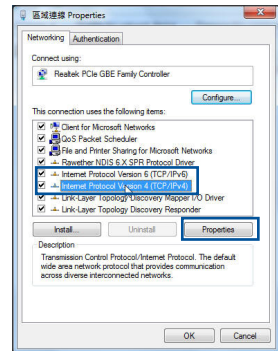 區域連線 Properties
Networking Authentication
Connect using:
Realtek PCIe GBE Family Controller
Configure...
This connection uses the following items:
Client for Microsoft Networks
QoS Packet Scheduler
File and Printer Sharing for Microsoft Networks
Rawether NDIS 6.X SPR Protocol Driver
Internet Protocol Version 6 (TCP/IPv6)
Internet Protocol Version 4 (TCP/IPv4)
Link-Layer Topology Discovery Mapper I/O Driver
Link-Layer Topology Discovery Responder
Install... Uninstall Properties
Description
Transmission Control Protocol/Internet Protocol. The default
wide area network protocol that provides communication
across diverse interconnected networks.
OK Cancel